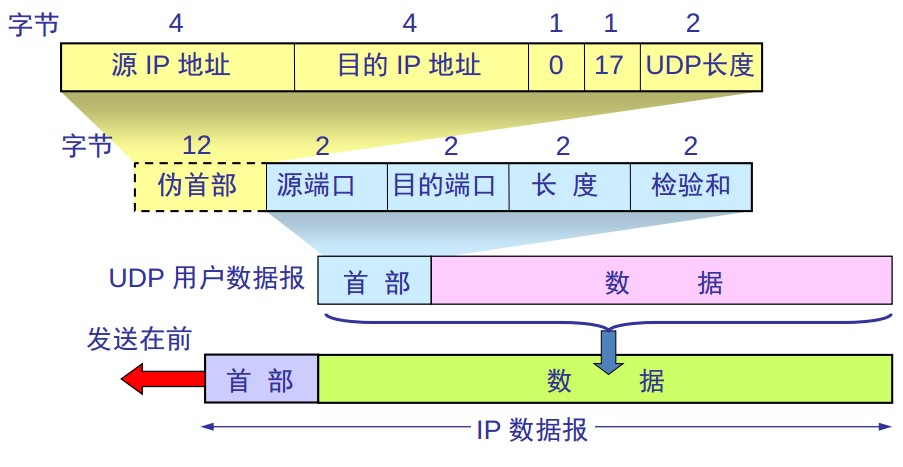 字节 4 4 1 1 2
源 IP 地址 目的 IP 地址 0 17 UDP长度
字节 12 2 2 2 2
伪首部 源端口 目的端口 长 度 检验和
UDP 用户数据报 首 部 数 据
发送在前
首 部 数 据
IP 数据报